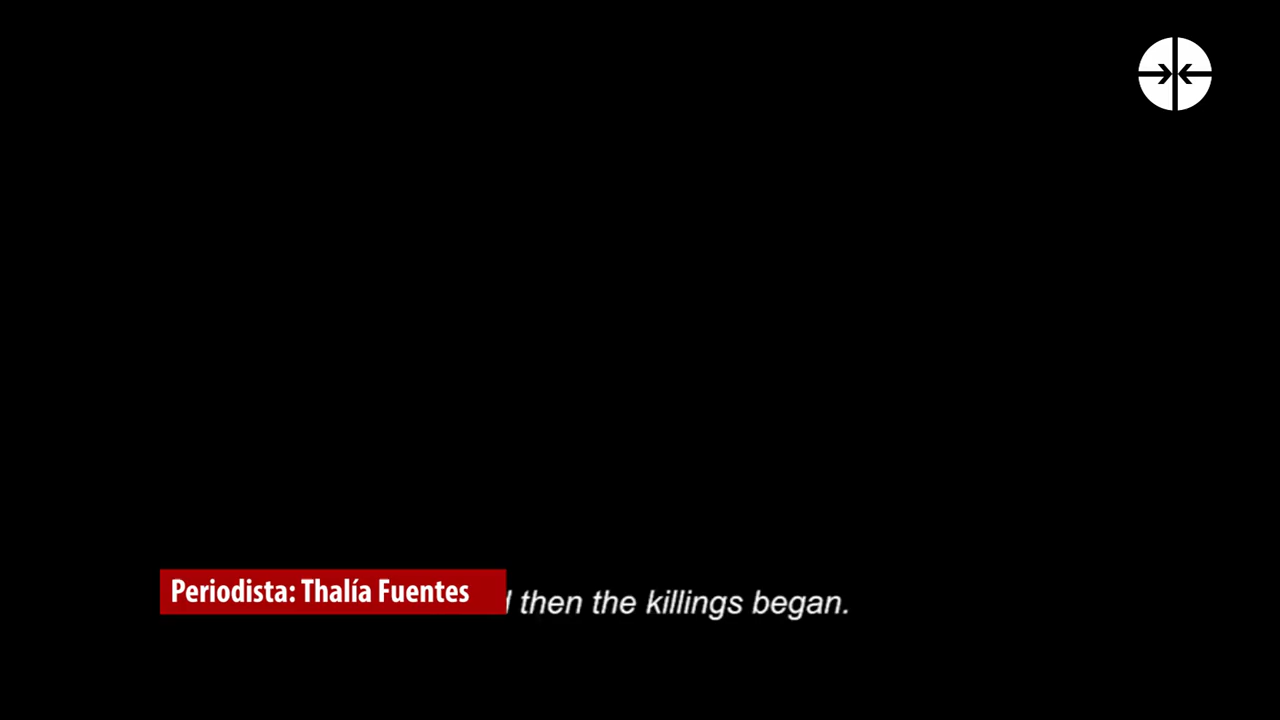 Periodista: Thalía Fuentes
then the killings began.